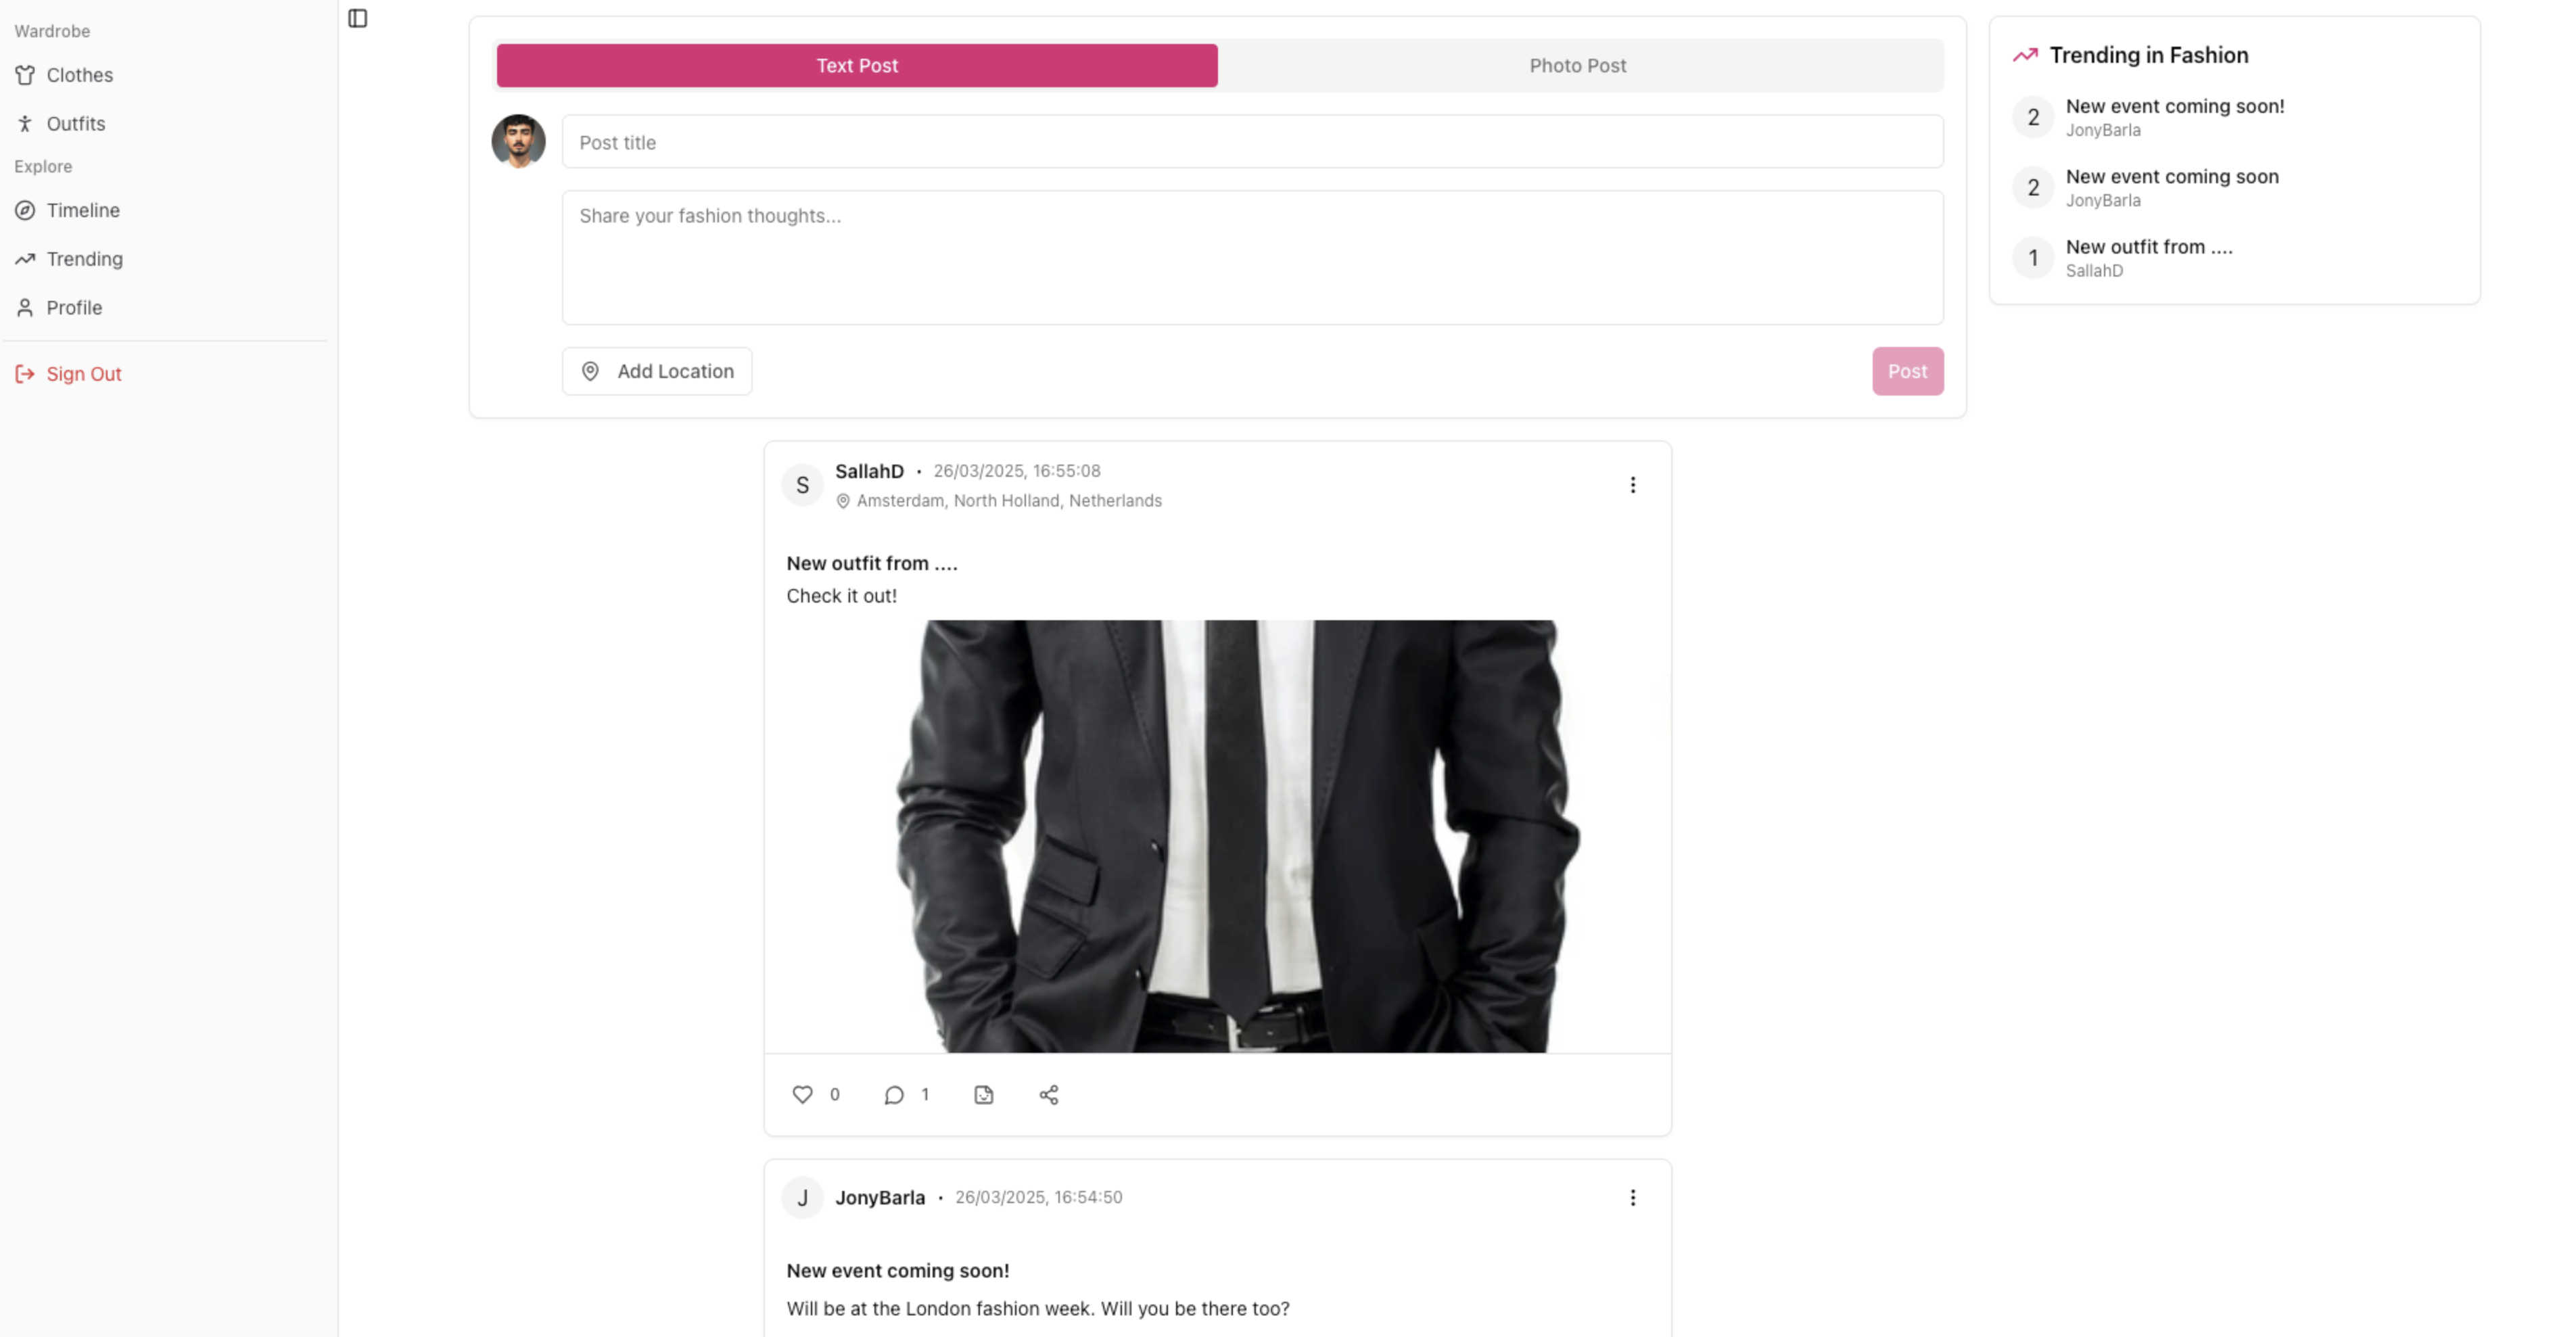 Wardrobe
Clothes
Outfits
Explore
Timeline
Trending
Profile
Sign Out
Text Post
Photo Post
Post title
Share your fashion thoughts...
Add Location
Post
SallahD · 26/03/2025, 16:55:08
Amsterdam, North Holland, Netherlands
S
New outfit from ....
Check it out!
0
1
JonyBarla · 26/03/2025, 16:54:50
J
New event coming soon!
Will be at the London fashion week. Will you be there too?
Trending in Fashion
2
New event coming soon!
JonyBarla
2
New event coming soon
JonyBarla
1
New outfit from ....
SallahD